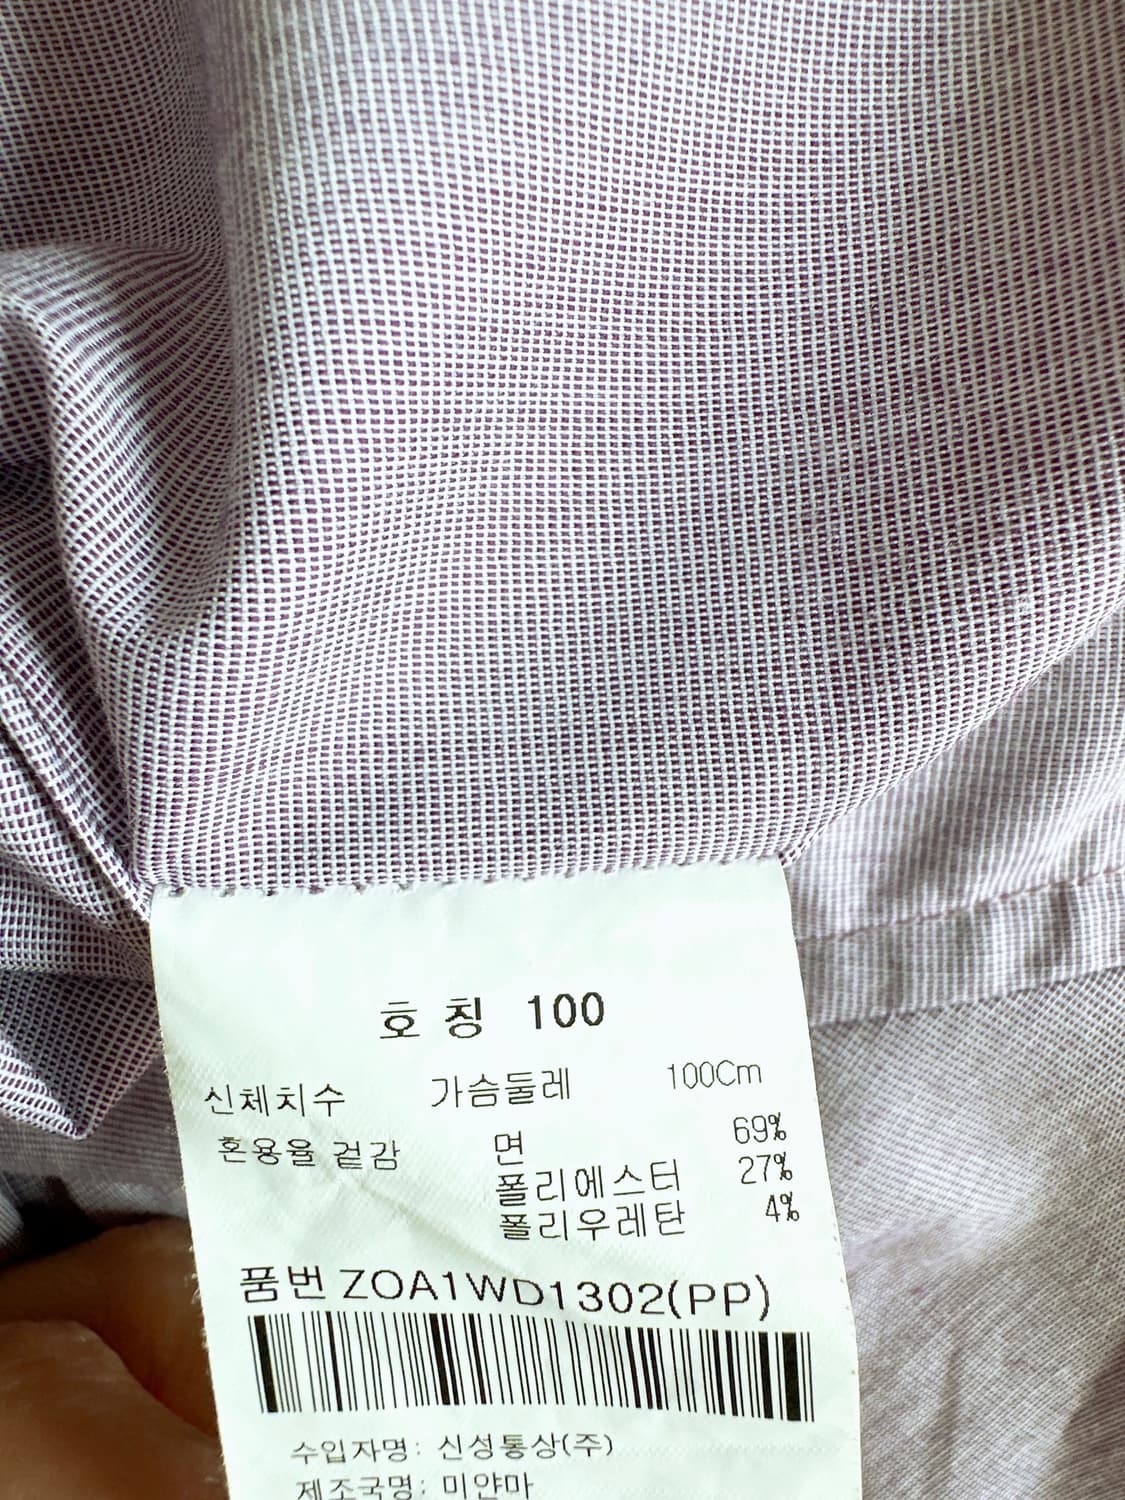 호 칭 100
신체치수 가슴둘레 100Cm
혼용율 겉감 면 69%
폴리에스터 27%
폴리우레탄 4%
품번 ZOA1WD1302(PP)
수입자명: 신성통상(주)
제조국명: 미얀마